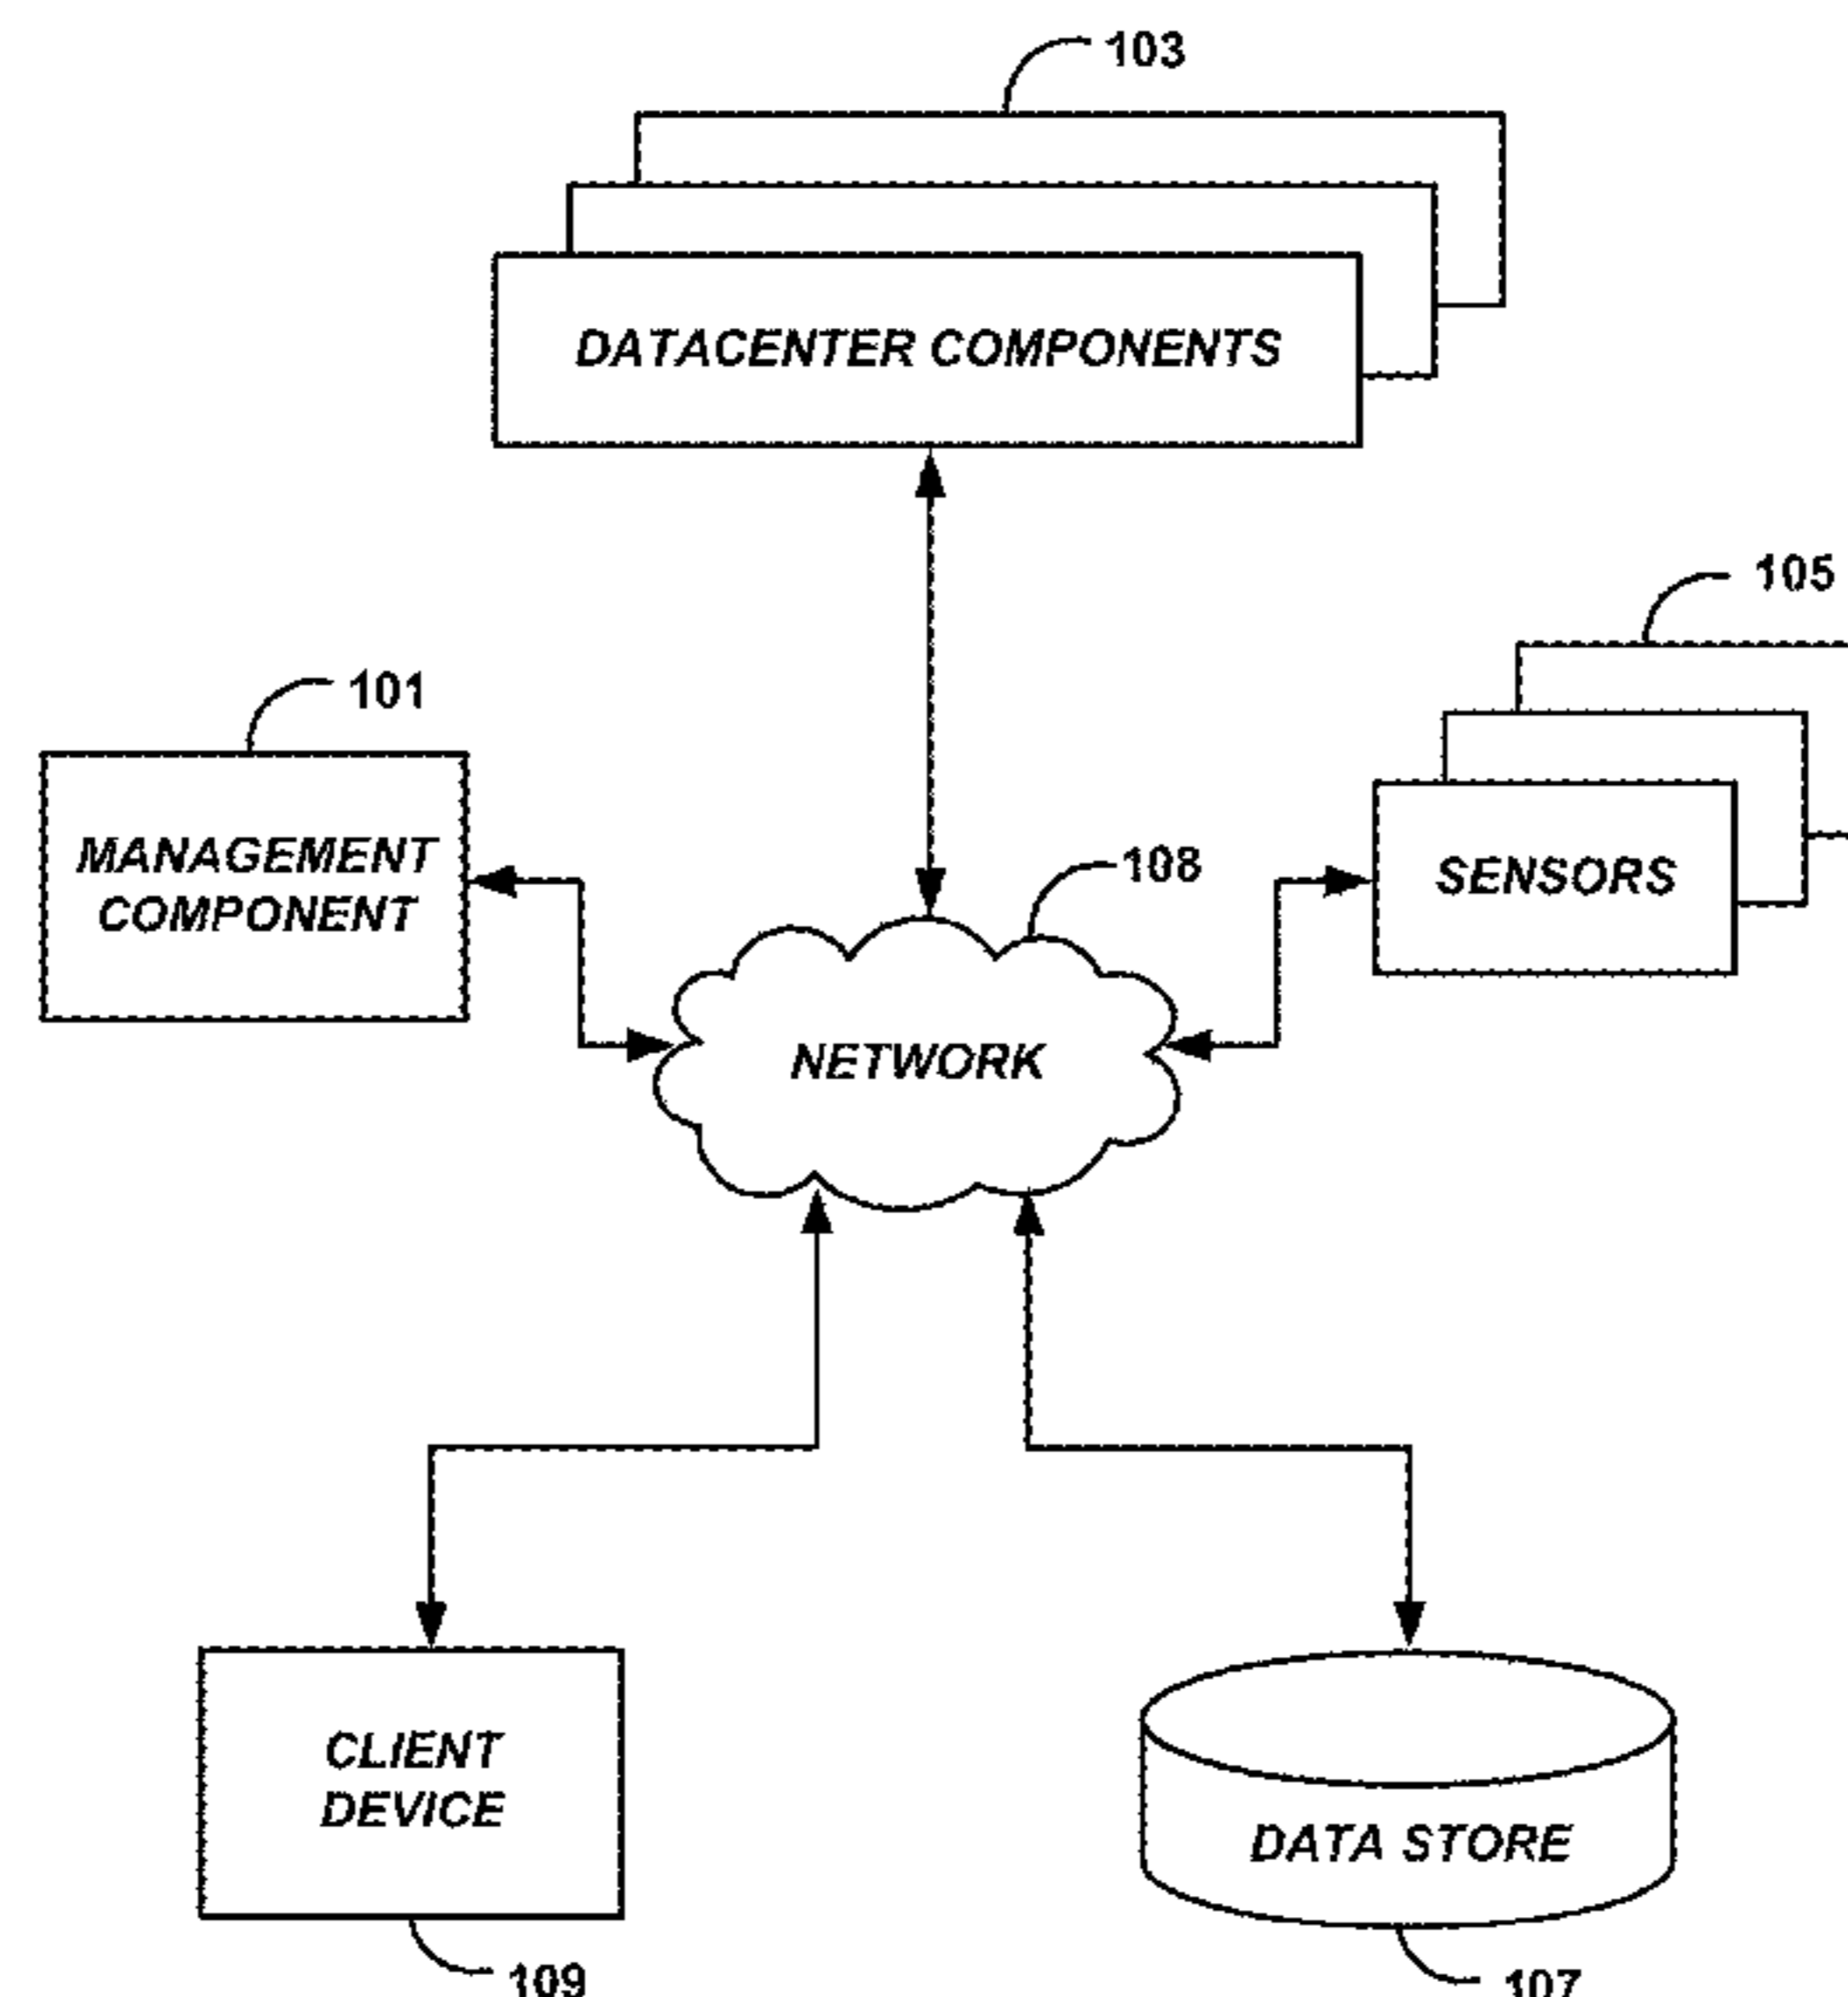 103
DATACENTER COMPONENTS
105
101
MANAGEMENT
COMPONENT
108
SENSORS
NETWORK
CLIENT
DEVICE
DATA STORE
109
107